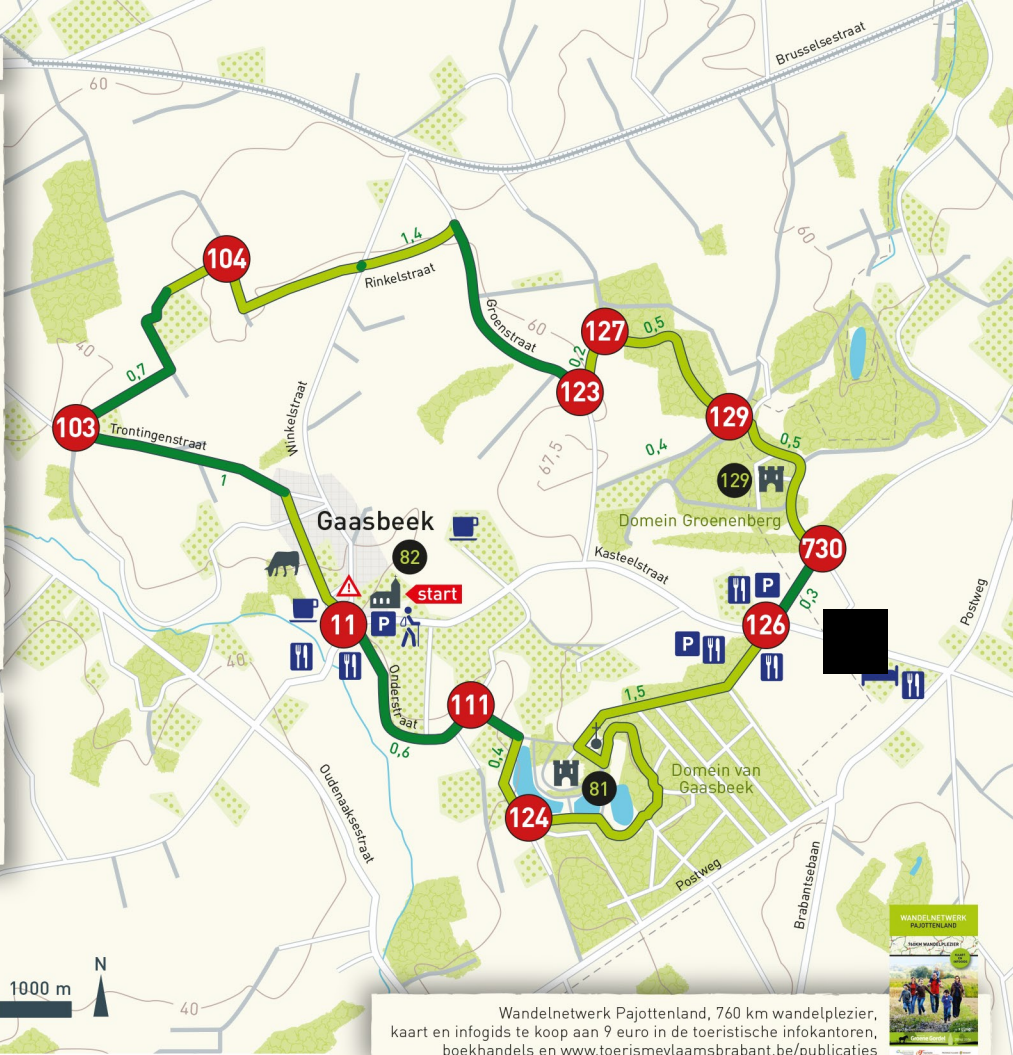 Brusselsestraat
60
104
1,4
Rinkelstraat
60
Groenstraat
60
127
0,5
0,2
40
0,7
123
103
Trontingenstraat
Winkelstraat
129
0,4
0,5
67,5
1
129
Gaasbeek
Domein Groenenberg
82
730
Kasteelstraat
start
P
0,3
Postweg
11
P
126
P
40
Onderstraat
1,5
111
0,6
0,4
Domein van
Gaasbeek
81
Oudenaaksestraat
124
Postweg
Brabantsebaan
WANDELNETWERK
PAJOTTENLAND
760KM WANDELPLEZIER
N
1000 m
40
Wandelnetwerk Pajottenland, 760 km wandelplezier,
kaart en infogids te koop aan 9 euro in de toeristische infokantoren,
boekhandels en www.toerismevlaamsbrabant.be/publicaties